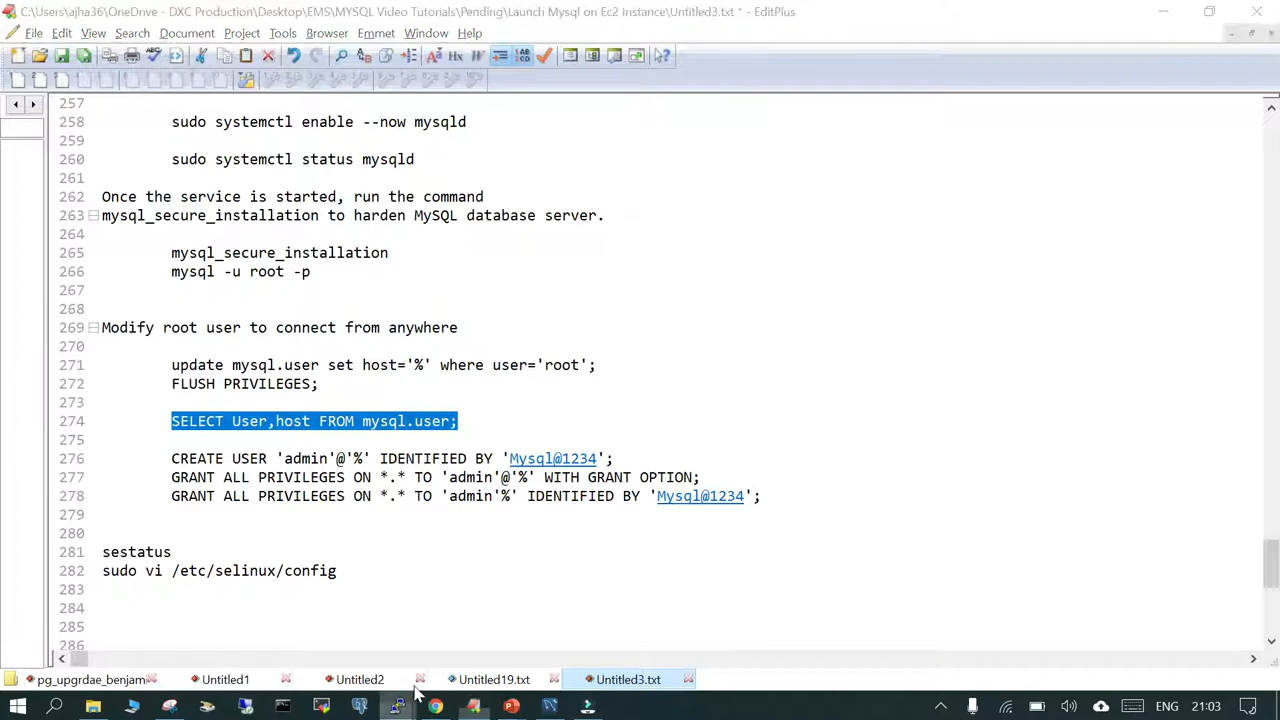 C:\Users\ajha36\OneDrive - DXC Production\Desktop\EMS\MYSQL Video Tutorials\Pending\Launch Mysql on Ec2 Instance\Untitled3.txt * - EditPlus
File Edit View Search Document Project Tools Browser Emmet Window Help
257
258 sudo systemctl enable --now mysqld
259
260 sudo systemctl status mysqld
261
262 Once the service is started, run the command
263 mysql_secure_installation to harden MySQL database server.
264
265 mysql_secure_installation
266 mysql -u root -p
267
268
269 Modify root user to connect from anywhere
270
271 update mysql.user set host='%' where user='root';
272 FLUSH PRIVILEGES;
273
274 SELECT User,host FROM mysql.user;
275
276 CREATE USER 'admin'@'%' IDENTIFIED BY 'Mysql@1234';
277 GRANT ALL PRIVILEGES ON *.* TO 'admin'@'%' WITH GRANT OPTION;
278 GRANT ALL PRIVILEGES ON *.* TO 'admin'%' IDENTIFIED BY 'Mysql@1234';
279
280
281 sestatus
282 sudo vi /etc/selinux/config
283
284
285
286
pg_upgrdae_benjami Untitled1 Untitled2 Untitled19.txt Untitled3.txt
ENG 21:03